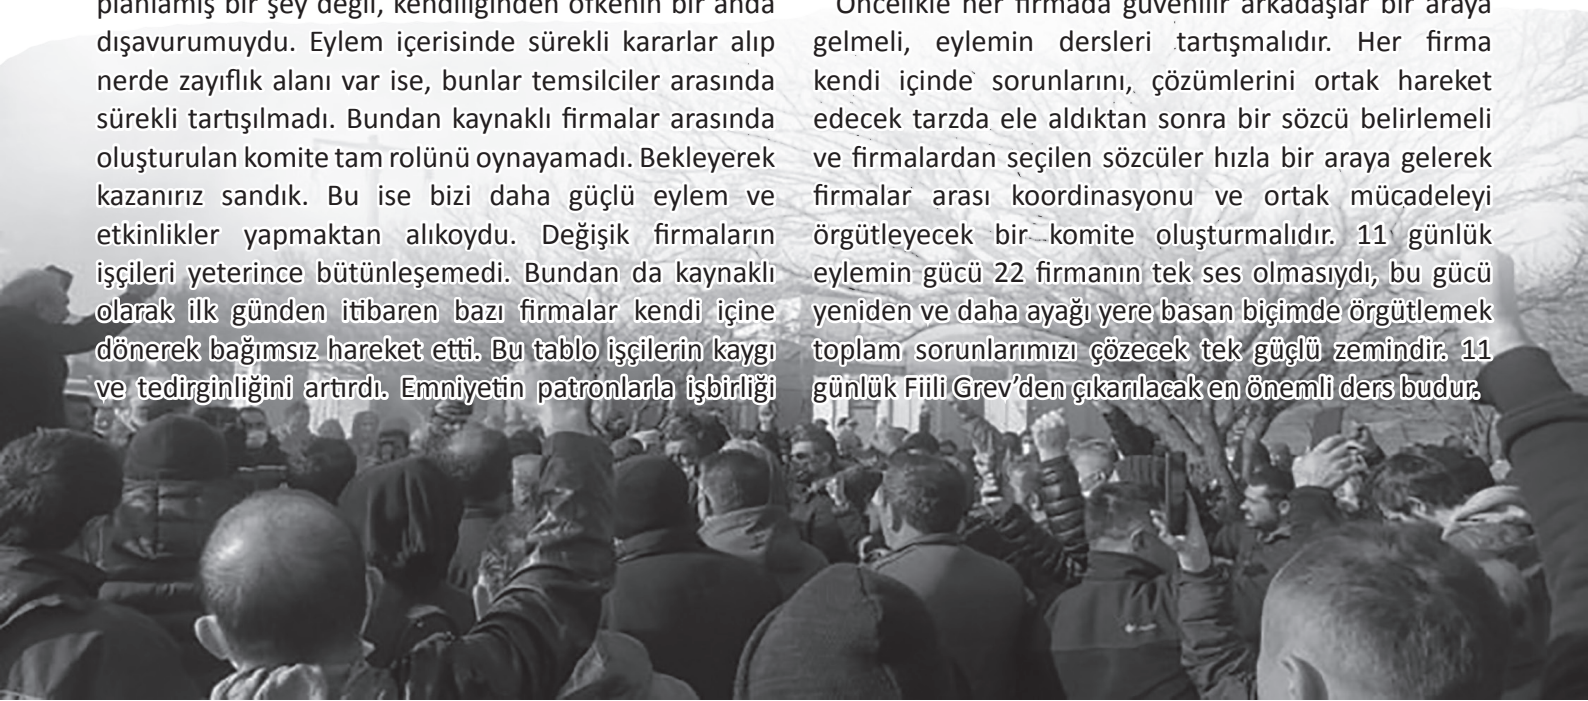 planlamış bir şey değil, kendiliğinden öfkenin bir anda
dışavurumuydu. Eylem içerisinde sürekli kararlar alıp
nerde zayıflık alanı var ise, bunlar temsilciler arasında
sürekli tartışılmadı. Bundan kaynaklı firmalar arasında
oluşturulan komite tam rolünü oynayamadı. Bekleyerek
kazanırız sandık. Bu ise bizi daha güçlü eylem ve
etkinlikler yapmaktan alıkoydu. Değişik firmaların
işçileri yeterince bütünleşemedi. Bundan da kaynaklı
olarak ilk günden itibaren bazı firmalar kendi içine
dönerek bağımsız hareket etti. Bu tablo işçilerin kaygı
ve tedirginliğini artırdı. Emniyetin patronlarla işbirliği
Öncelikle her firmada güvenilir arkadaşlar bir araya
gelmeli, eylemin dersleri tartışmalıdır. Her firma
kendi içinde sorunlarını, çözümlerini ortak hareket
edecek tarzda ele aldıktan sonra bir sözcü belirlemeli
ve firmalardan seçilen sözcüler hızla bir araya gelerek
firmalar arası koordinasyonu ve ortak mücadeleyi
örgütleyecek bir komite oluşturmalıdır. 11 günlük
eylemin gücü 22 firmanın tek ses olmasıydı, bu gücü
yeniden ve daha ayağı yere basan biçimde örgütlemek
toplam sorunlarımızı çözecek tek güçlü zemindir. 11
günlük Fiili Grev’den çıkarılacak en önemli ders budur.